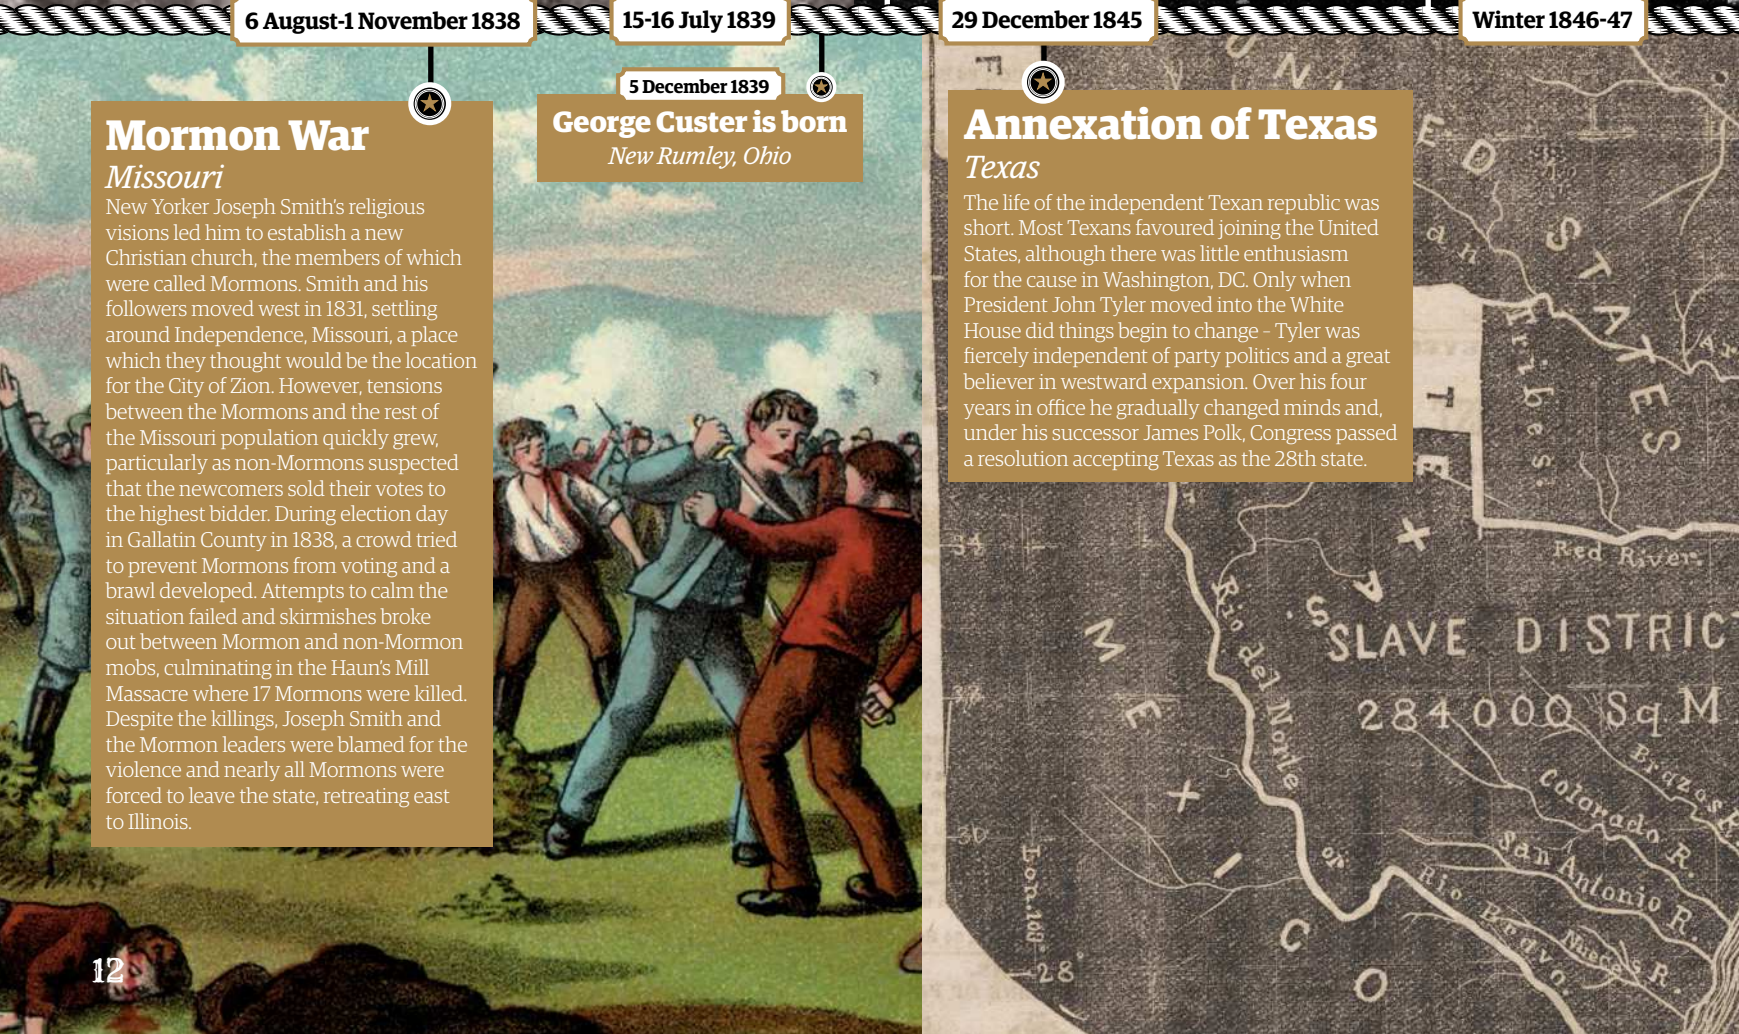 6 August-1 November 1838
15-16 July 1839
29 December 1845
Winter 1846-47
Mormon War
Missouri
New Yorker Joseph Smith's religious
visions led him to establish a new
Christian church, the members of which
were called Mormons. Smith and his
followers moved west in 1831, settling
around Independence, Missouri, a place
which they thought would be the location
for the City of Zion. However, tensions
between the Mormons and the rest of
the Missouri population quickly grew,
particularly as non-Mormons suspected
that the newcomers sold their votes to
the highest bidder. During election day
in Gallatin County in 1838, a crowd tried
to prevent Mormons from voting and a
brawl developed. Attempts to calm the
situation failed and skirmishes broke
out between Mormon and non-Mormon
mobs, culminating in the Haun's Mill
Massacre where 17 Mormons were killed.
Despite the killings, Joseph Smith and
the Mormon leaders were blamed for the
violence and nearly all Mormons were
forced to leave the state, retreating east
to Illinois.
5 December 1839
George Custer is born
New Rumley, Ohio
Annexation of Texas
Texas
The life of the independent Texan republic was
short. Most Texans favoured joining the United
States, although there was little enthusiasm
for the cause in Washington, DC. Only when
President John Tyler moved into the White
House did things begin to change – Tyler was
fiercely independent of party politics and a great
believer in westward expansion. Over his four
years in office he gradually changed minds and,
under his successor James Polk, Congress passed
a resolution accepting Texas as the 28th state.
STATES
Tribes.
Red River.
SLAVE DISTRIC
284.000 Sq. M
Rio del Norte
or
Rio Bravo.
MEXICO
Brazos R
Colorado R.
San Antonio R.
Nueces R.
34
30
Lon. 108°
28°
12